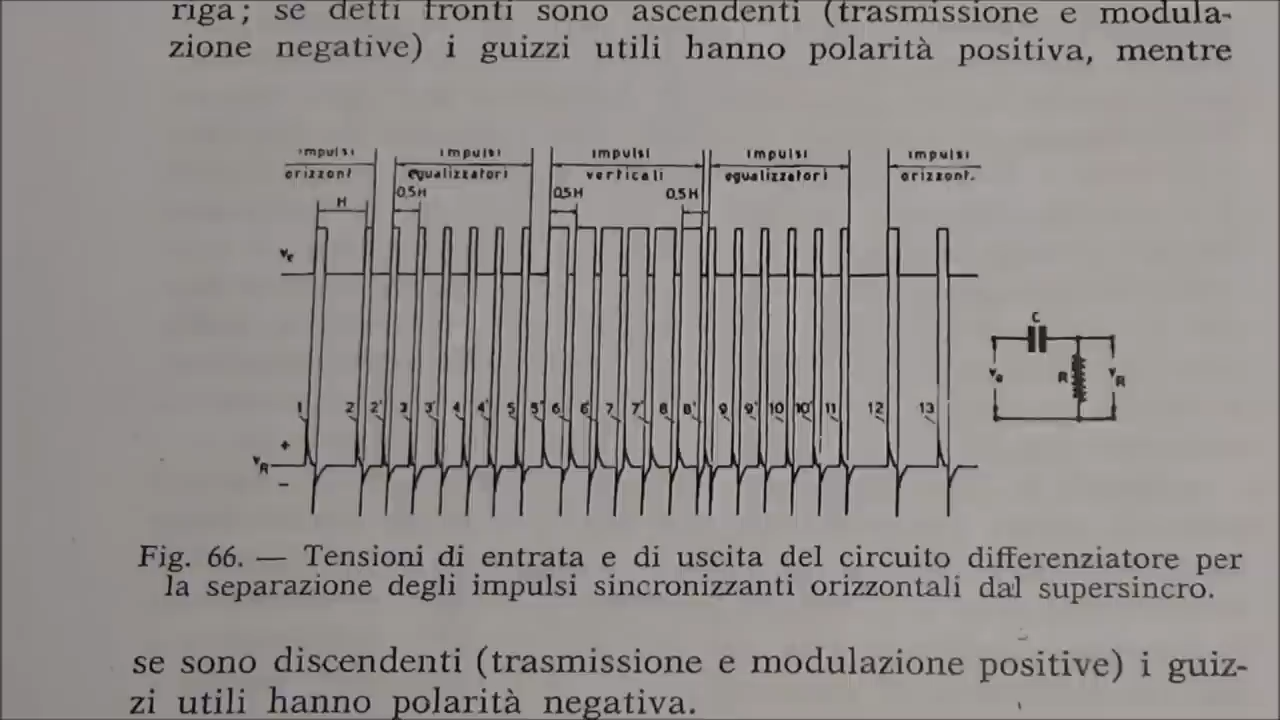 riga; se detti fronti sono ascendenti (trasmissione e modula-
zione negative) i guizzi utili hanno polarità positiva, mentre
impulsi impulsi impulsi impulsi impulsi
orizzont egualizzatori verticali egualizzatori orizzont.
H 0,5H 0,5H 0,5H
1 2 2' 3 3' 4 4' 5 5' 6 6' 7 7' 8 8' 9 9' 10 10' 11 12 13
+
vR
−
C
R vR
Fig. 66. — Tensioni di entrata e di uscita del circuito differenziatore per
la separazione degli impulsi sincronizzanti orizzontali dal supersincro.
se sono discendenti (trasmissione e modulazione positive) i guiz-
zi utili hanno polarità negativa.